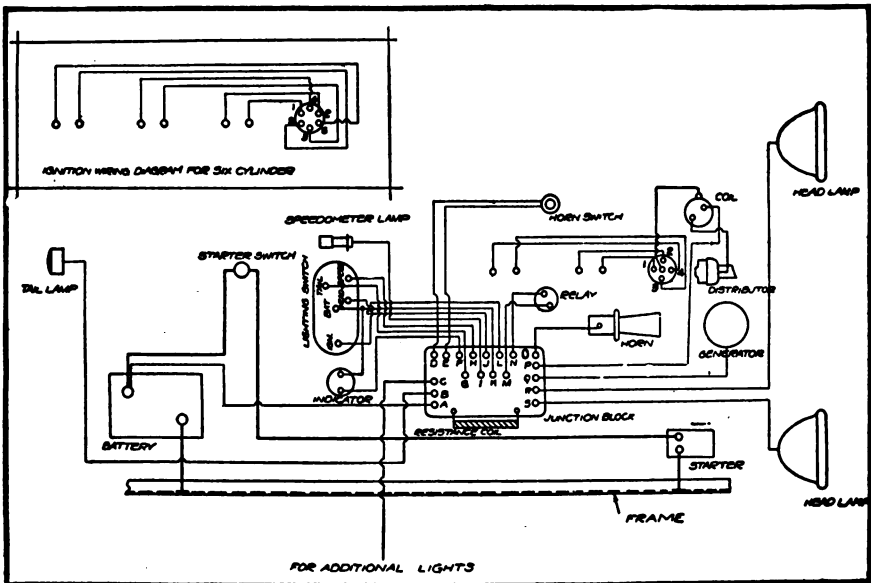 IGNITION WIRING DIAGRAM FOR SIX CYLINDER
HEAD LAMP
COIL
SPEEDOMETER LAMP
HORN SWITCH
STARTER SWITCH
TAIL LAMP
LIGHTING SWITCH
TAIL
BAT
IGN.
RELAY
DISTRIBUTOR
HORN
GENERATOR
INDICATOR
D E F H J L N O
G I K M
C
B
A
P
Q
R
S
JUNCTION BLOCK
RESISTANCE COIL
BATTERY
STARTER
HEAD LAMP
FRAME
FOR ADDITIONAL LIGHTS